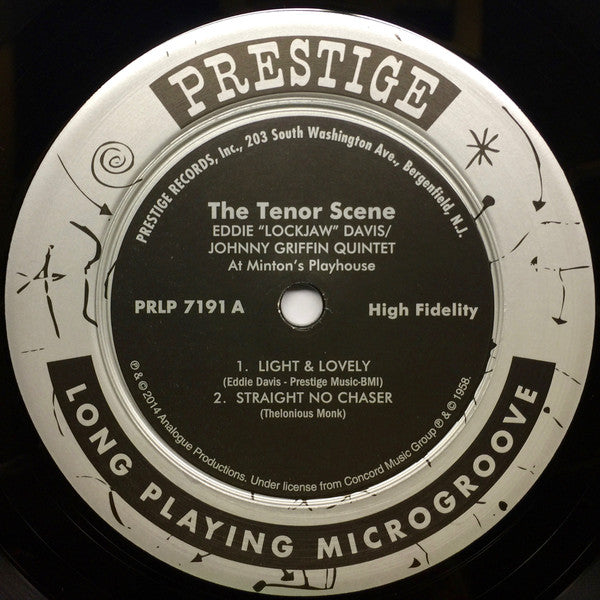 PRESTIGE
PRESTIGE RECORDS, Inc., 203 South Washington Ave., Bergenfield, N.J.
The Tenor Scene
EDDIE "LOCKJAW" DAVIS/
JOHNNY GRIFFIN QUINTET
At Minton's Playhouse
PRLP 7191 A
High Fidelity
1. LIGHT & LOVELY
(Eddie Davis - Prestige Music-BMI)
2. STRAIGHT NO CHASER
(Thelonious Monk)
℗ & © 2014 Analogue Productions. Under license from Concord Music Group ℗ & © 1958.
LONG PLAYING MICROGROOVE